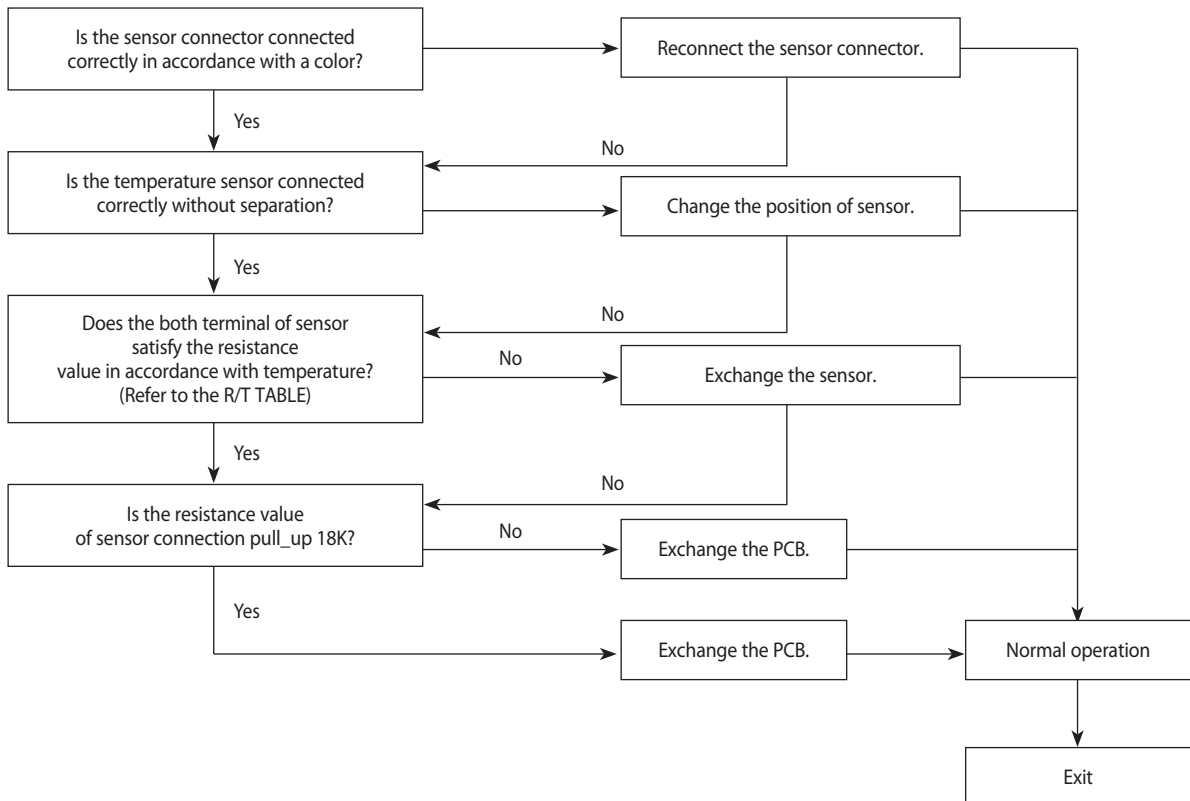 Is the sensor connector connected
correctly in accordance with a color?
Reconnect the sensor connector.
Yes
No
Is the temperature sensor connected
correctly without separation?
Change the position of sensor.
Yes
No
Does the both terminal of sensor
satisfy the resistance
value in accordance with temperature?
(Refer to the R/T TABLE)
No
Exchange the sensor.
Yes
No
Is the resistance value
of sensor connection pull_up 18K?
No
Exchange the PCB.
Yes
Exchange the PCB.
Normal operation
Exit